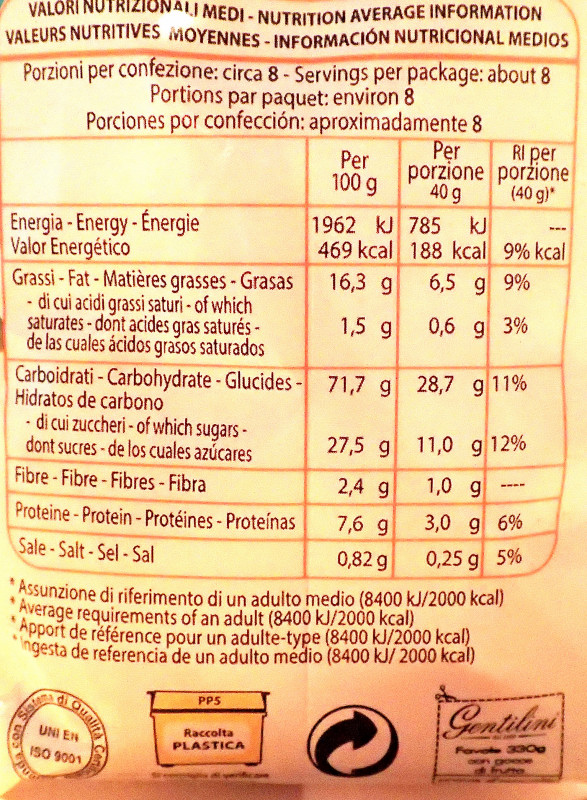 VALORI NUTRIZIONALI MEDI - NUTRITION AVERAGE INFORMATION
VALEURS NUTRITIVES MOYENNES - INFORMACIÓN NUTRICIONAL MEDIOS
Porzioni per confezione: circa 8 - Servings per package: about 8
Portions par paquet: environ 8
Porciones por confección: aproximadamente 8
Per 100 g Per porzione 40 g RI per porzione (40 g)*
Energia - Energy - Énergie 1962 kJ 785 kJ ---
Valor Energético 469 kcal 188 kcal 9% kcal
Grassi - Fat - Matières grasses - Grasas 16,3 g 6,5 g 9%
- di cui acidi grassi saturi - of which
saturates - dont acides gras saturés - 1,5 g 0,6 g 3%
de las cuales ácidos grasos saturados
Carboidrati - Carbohydrate - Glucides - 71,7 g 28,7 g 11%
Hidratos de carbono
- di cui zuccheri - of which sugars -
dont sucres - de los cuales azúcares 27,5 g 11,0 g 12%
Fibre - Fibre - Fibres - Fibra 2,4 g 1,0 g ----
Proteine - Protein - Protéines - Proteínas 7,6 g 3,0 g 6%
Sale - Salt - Sel - Sal 0,82 g 0,25 g 5%
* Assunzione di riferimento di un adulto medio (8400 kJ/2000 kcal)
* Average requirements of an adult (8400 kJ/2000 kcal)
* Apport de référence pour un adulte-type (8400 kJ/2000 kcal)
* Ingesta de referencia de un adulto medio (8400 kJ/ 2000 kcal)
con Sistema di Qualità
UNI EN
ISO 9001
PP5
Raccolta
PLASTICA
Gentilini
330g
con gocce
di frutta